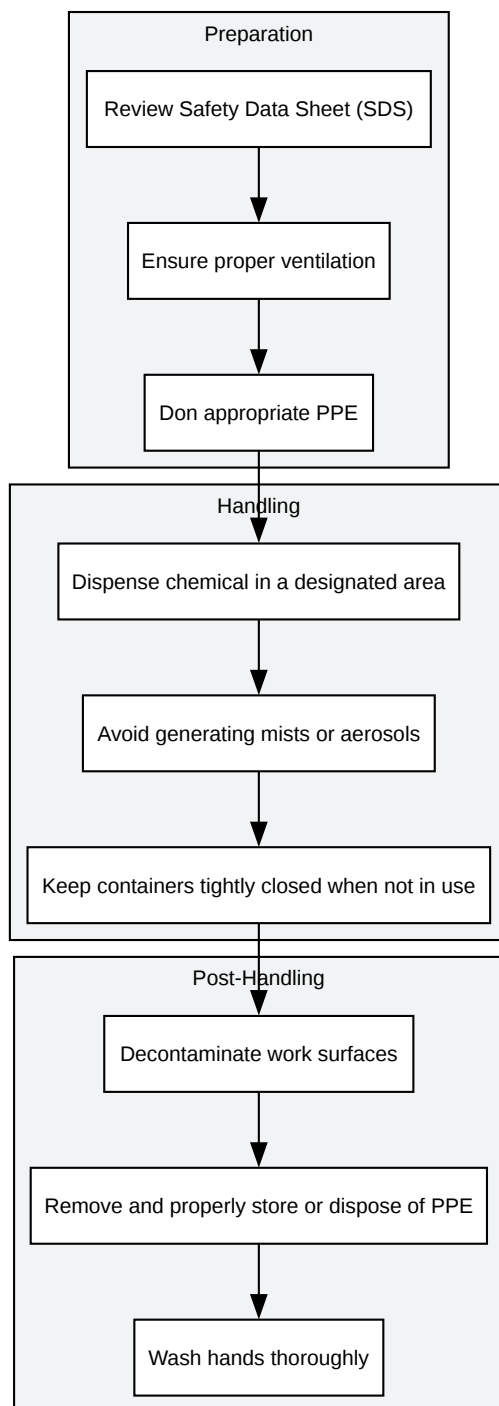 Preparation
Review Safety Data Sheet (SDS)
Ensure proper ventilation
Don appropriate PPE
Handling
Dispense chemical in a designated area
Avoid generating mists or aerosols
Keep containers tightly closed when not in use
Post-Handling
Decontaminate work surfaces
Remove and properly store or dispose of PPE
Wash hands thoroughly